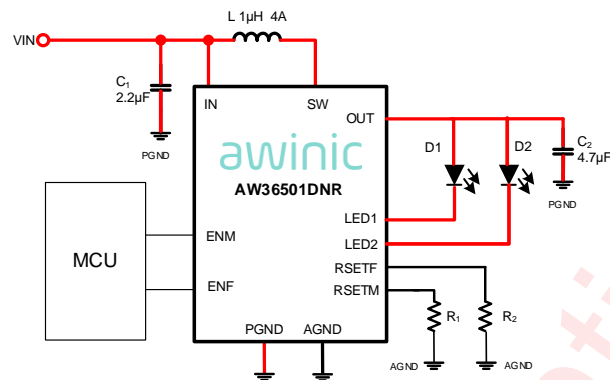 L 1µH 4A
VIN
C₁
2.2µF
PGND
IN
SW
OUT
awinic
AW36501DNR
D1
D2
C₂
4.7µF
PGND
LED1
LED2
MCU
ENM
ENF
RSETF
RSETM
R₁
R₂
PGND
AGND
AGND
AGND